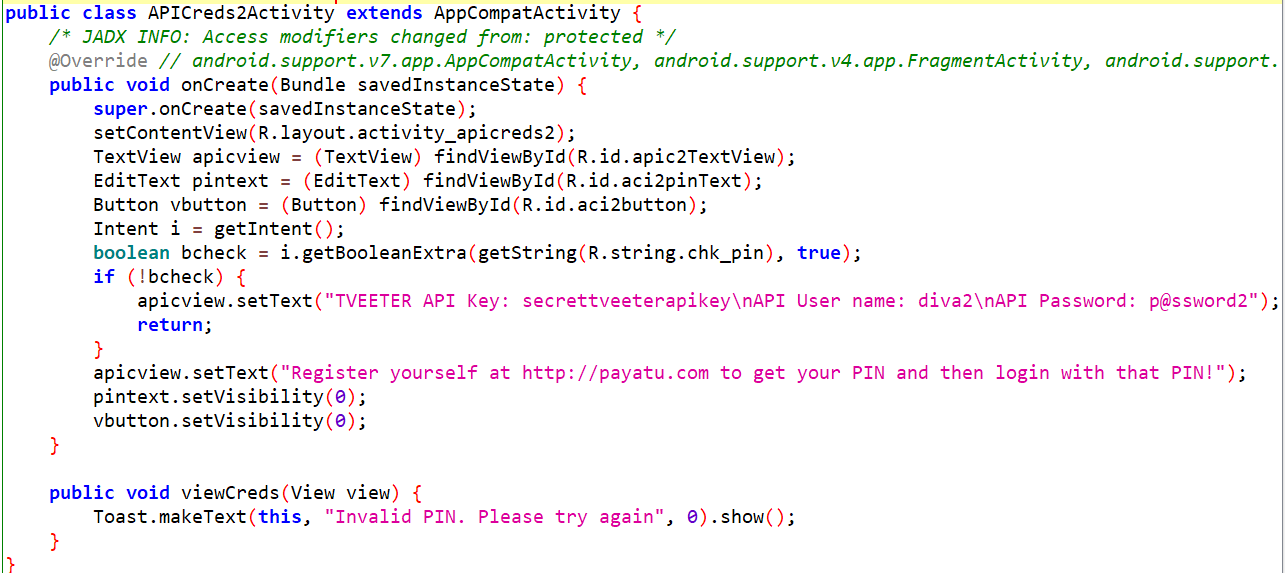 public class APICreds2Activity extends AppCompatActivity {
    /* JADX INFO: Access modifiers changed from: protected */
    @Override // android.support.v7.app.AppCompatActivity, android.support.v4.app.FragmentActivity, android.support.
    public void onCreate(Bundle savedInstanceState) {
        super.onCreate(savedInstanceState);
        setContentView(R.layout.activity_apicreds2);
        TextView apicview = (TextView) findViewById(R.id.apic2TextView);
        EditText pintext = (EditText) findViewById(R.id.aci2pinText);
        Button vbutton = (Button) findViewById(R.id.aci2button);
        Intent i = getIntent();
        boolean bcheck = i.getBooleanExtra(getString(R.string.chk_pin), true);
        if (!bcheck) {
            apicview.setText("TVEETER API Key: secrettveeterapikey\nAPI User name: diva2\nAPI Password: p@ssword2");
            return;
        }
        apicview.setText("Register yourself at http://payatu.com to get your PIN and then login with that PIN!");
        pintext.setVisibility(0);
        vbutton.setVisibility(0);
    }

    public void viewCreds(View view) {
        Toast.makeText(this, "Invalid PIN. Please try again", 0).show();
    }
}